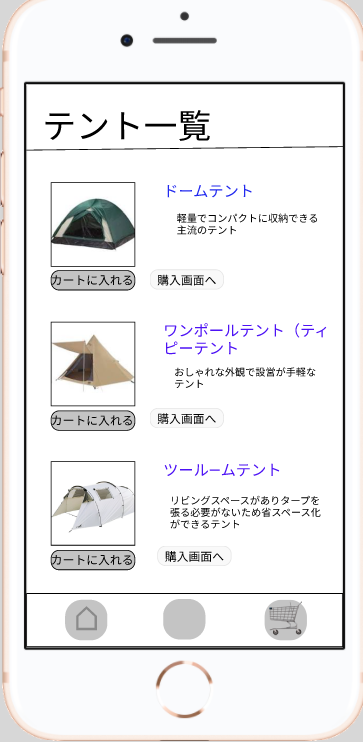 テント一覧
ドームテント
軽量でコンパクトに収納できる
主流のテント
カートに入れる
購入画面へ
ワンポールテント（ティ
ピーテント
おしゃれな外観で設営が手軽な
テント
カートに入れる
購入画面へ
ツールームテント
リビングスペースがありタープを
張る必要がないため省スペース化
ができるテント
カートに入れる
購入画面へ